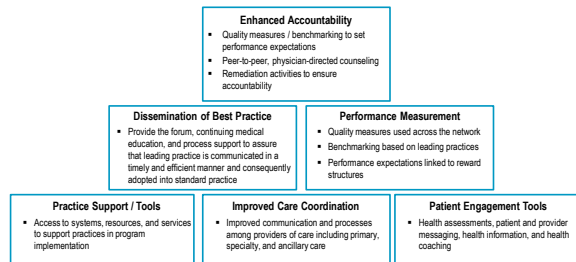 Enhanced Accountability
▪ Quality measures / benchmarking to set
performance expectations
▪ Peer-to-peer, physician-directed counseling
▪ Remediation activities to ensure
accountability
Dissemination of Best Practice
▪ Provide the forum, continuing medical
education, and process support to assure
that leading practice is communicated in a
timely and efficient manner and consequently
adopted into standard practice
Performance Measurement
▪ Quality measures used across the network
▪ Benchmarking based on leading practices
▪ Performance expectations linked to reward
structures
Practice Support / Tools
▪ Access to systems, resources, and services
to support practices in program
implementation
Improved Care Coordination
▪ Improved communication and processes
among providers of care including primary,
specialty, and ancillary care
Patient Engagement Tools
▪ Health assessments, patient and provider
messaging, health information, and health
coaching